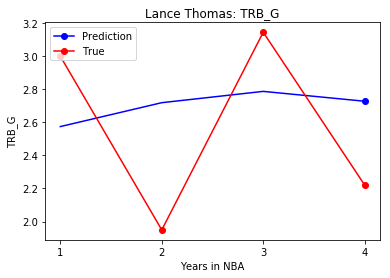 Lance Thomas: TRB_G
Prediction
True
3.2
3.0
2.8
2.6
2.4
2.2
2.0
TRB_G
1 2 3 4
Years in NBA